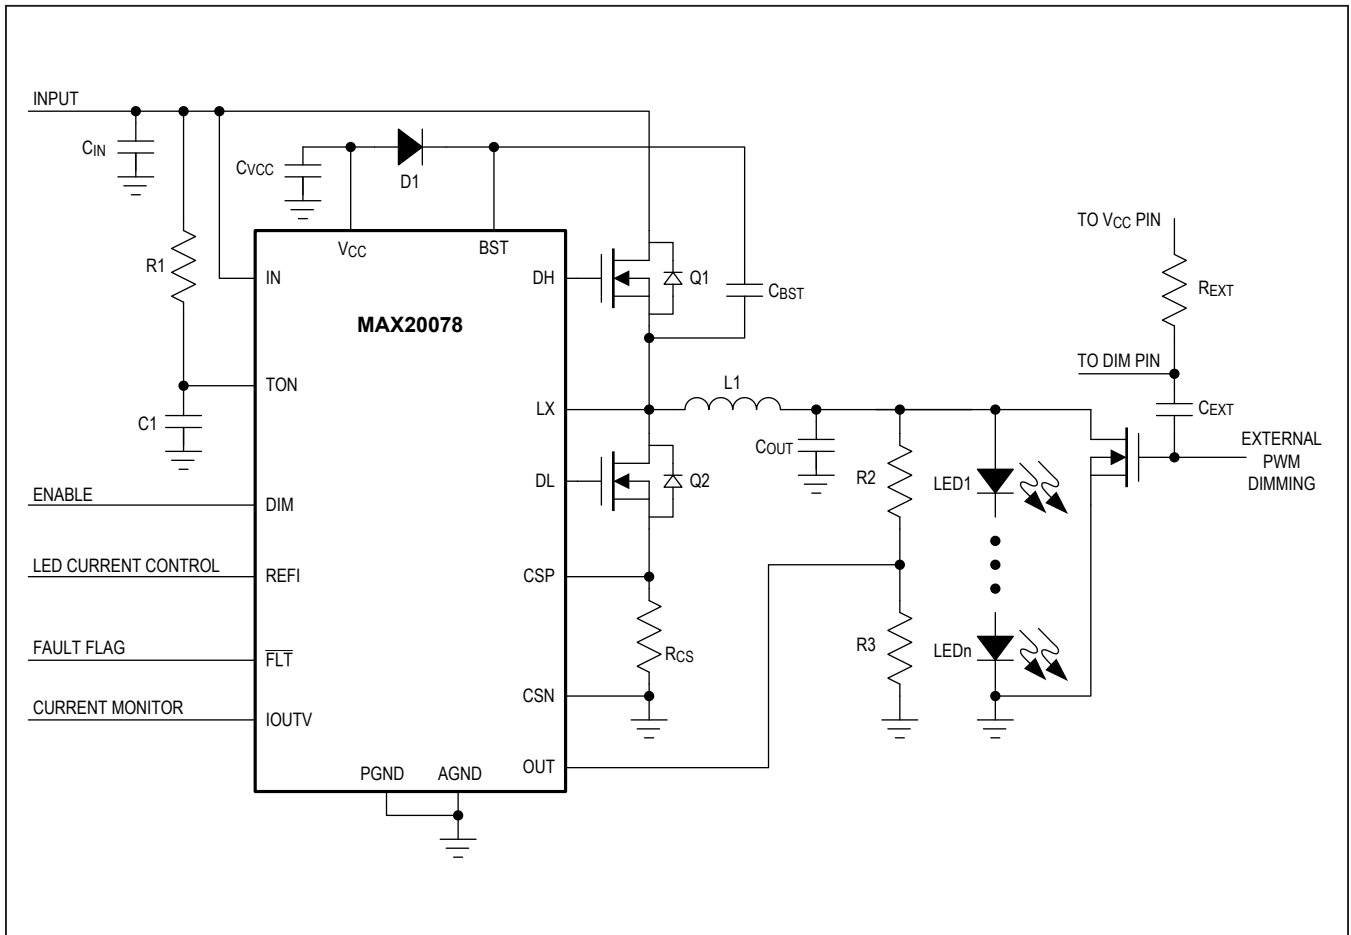 INPUT
CIN
CVCC
D1
R1
C1
VCC
BST
IN
DH
Q1
CBST
MAX20078
TON
LX
L1
COUT
DL
Q2
R2
LED1
TO VCC PIN
REXT
TO DIM PIN
CEXT
EXTERNAL
PWM
DIMMING
ENABLE
DIM
LED CURRENT CONTROL
REFI
CSP
RCS
R3
LEDn
FAULT FLAG
FLT
CSN
CURRENT MONITOR
IOUTV
OUT
PGND
AGND